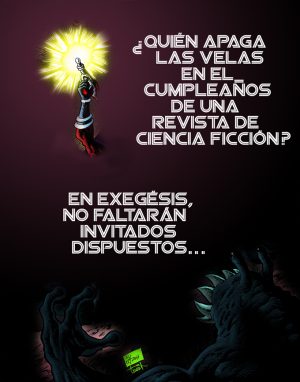 ¿QUIÉN APAGA
LAS VELAS
EN EL
CUMPLEAÑOS
DE UNA
REVISTA DE
CIENCIA FICCIÓN?
EN EXEGÉSIS,
NO FALTARÁN
INVITADOS
DISPUESTOS...